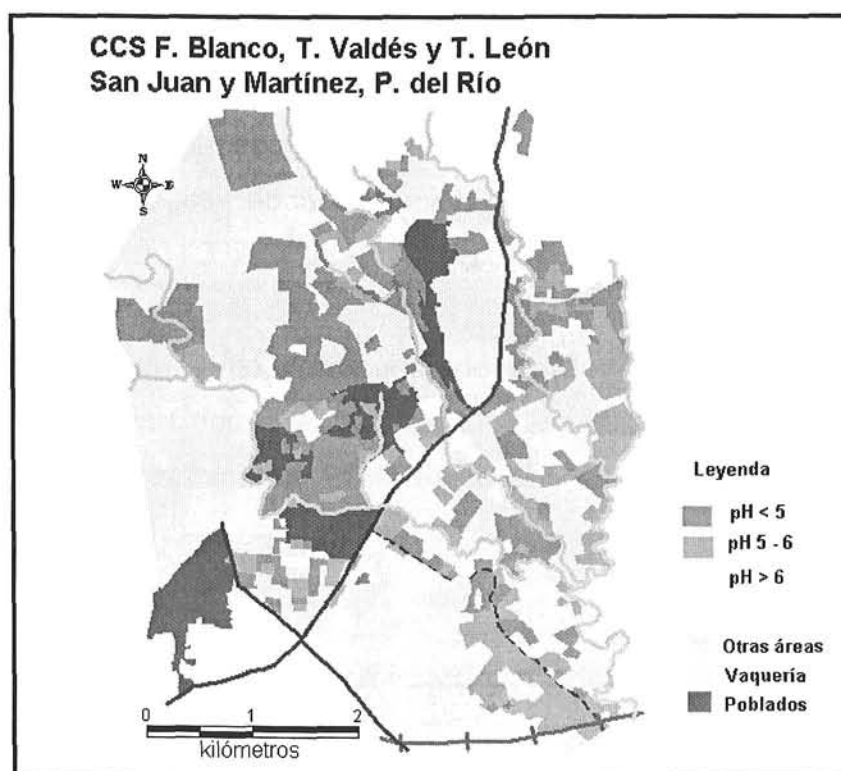 CCS F. Blanco, T. Valdés y T. León
San Juan y Martínez, P. del Río
N
W E
S
Leyenda
pH < 5
pH 5 - 6
pH > 6
Otras áreas
Vaquería
Poblados
0 1 2
kilómetros